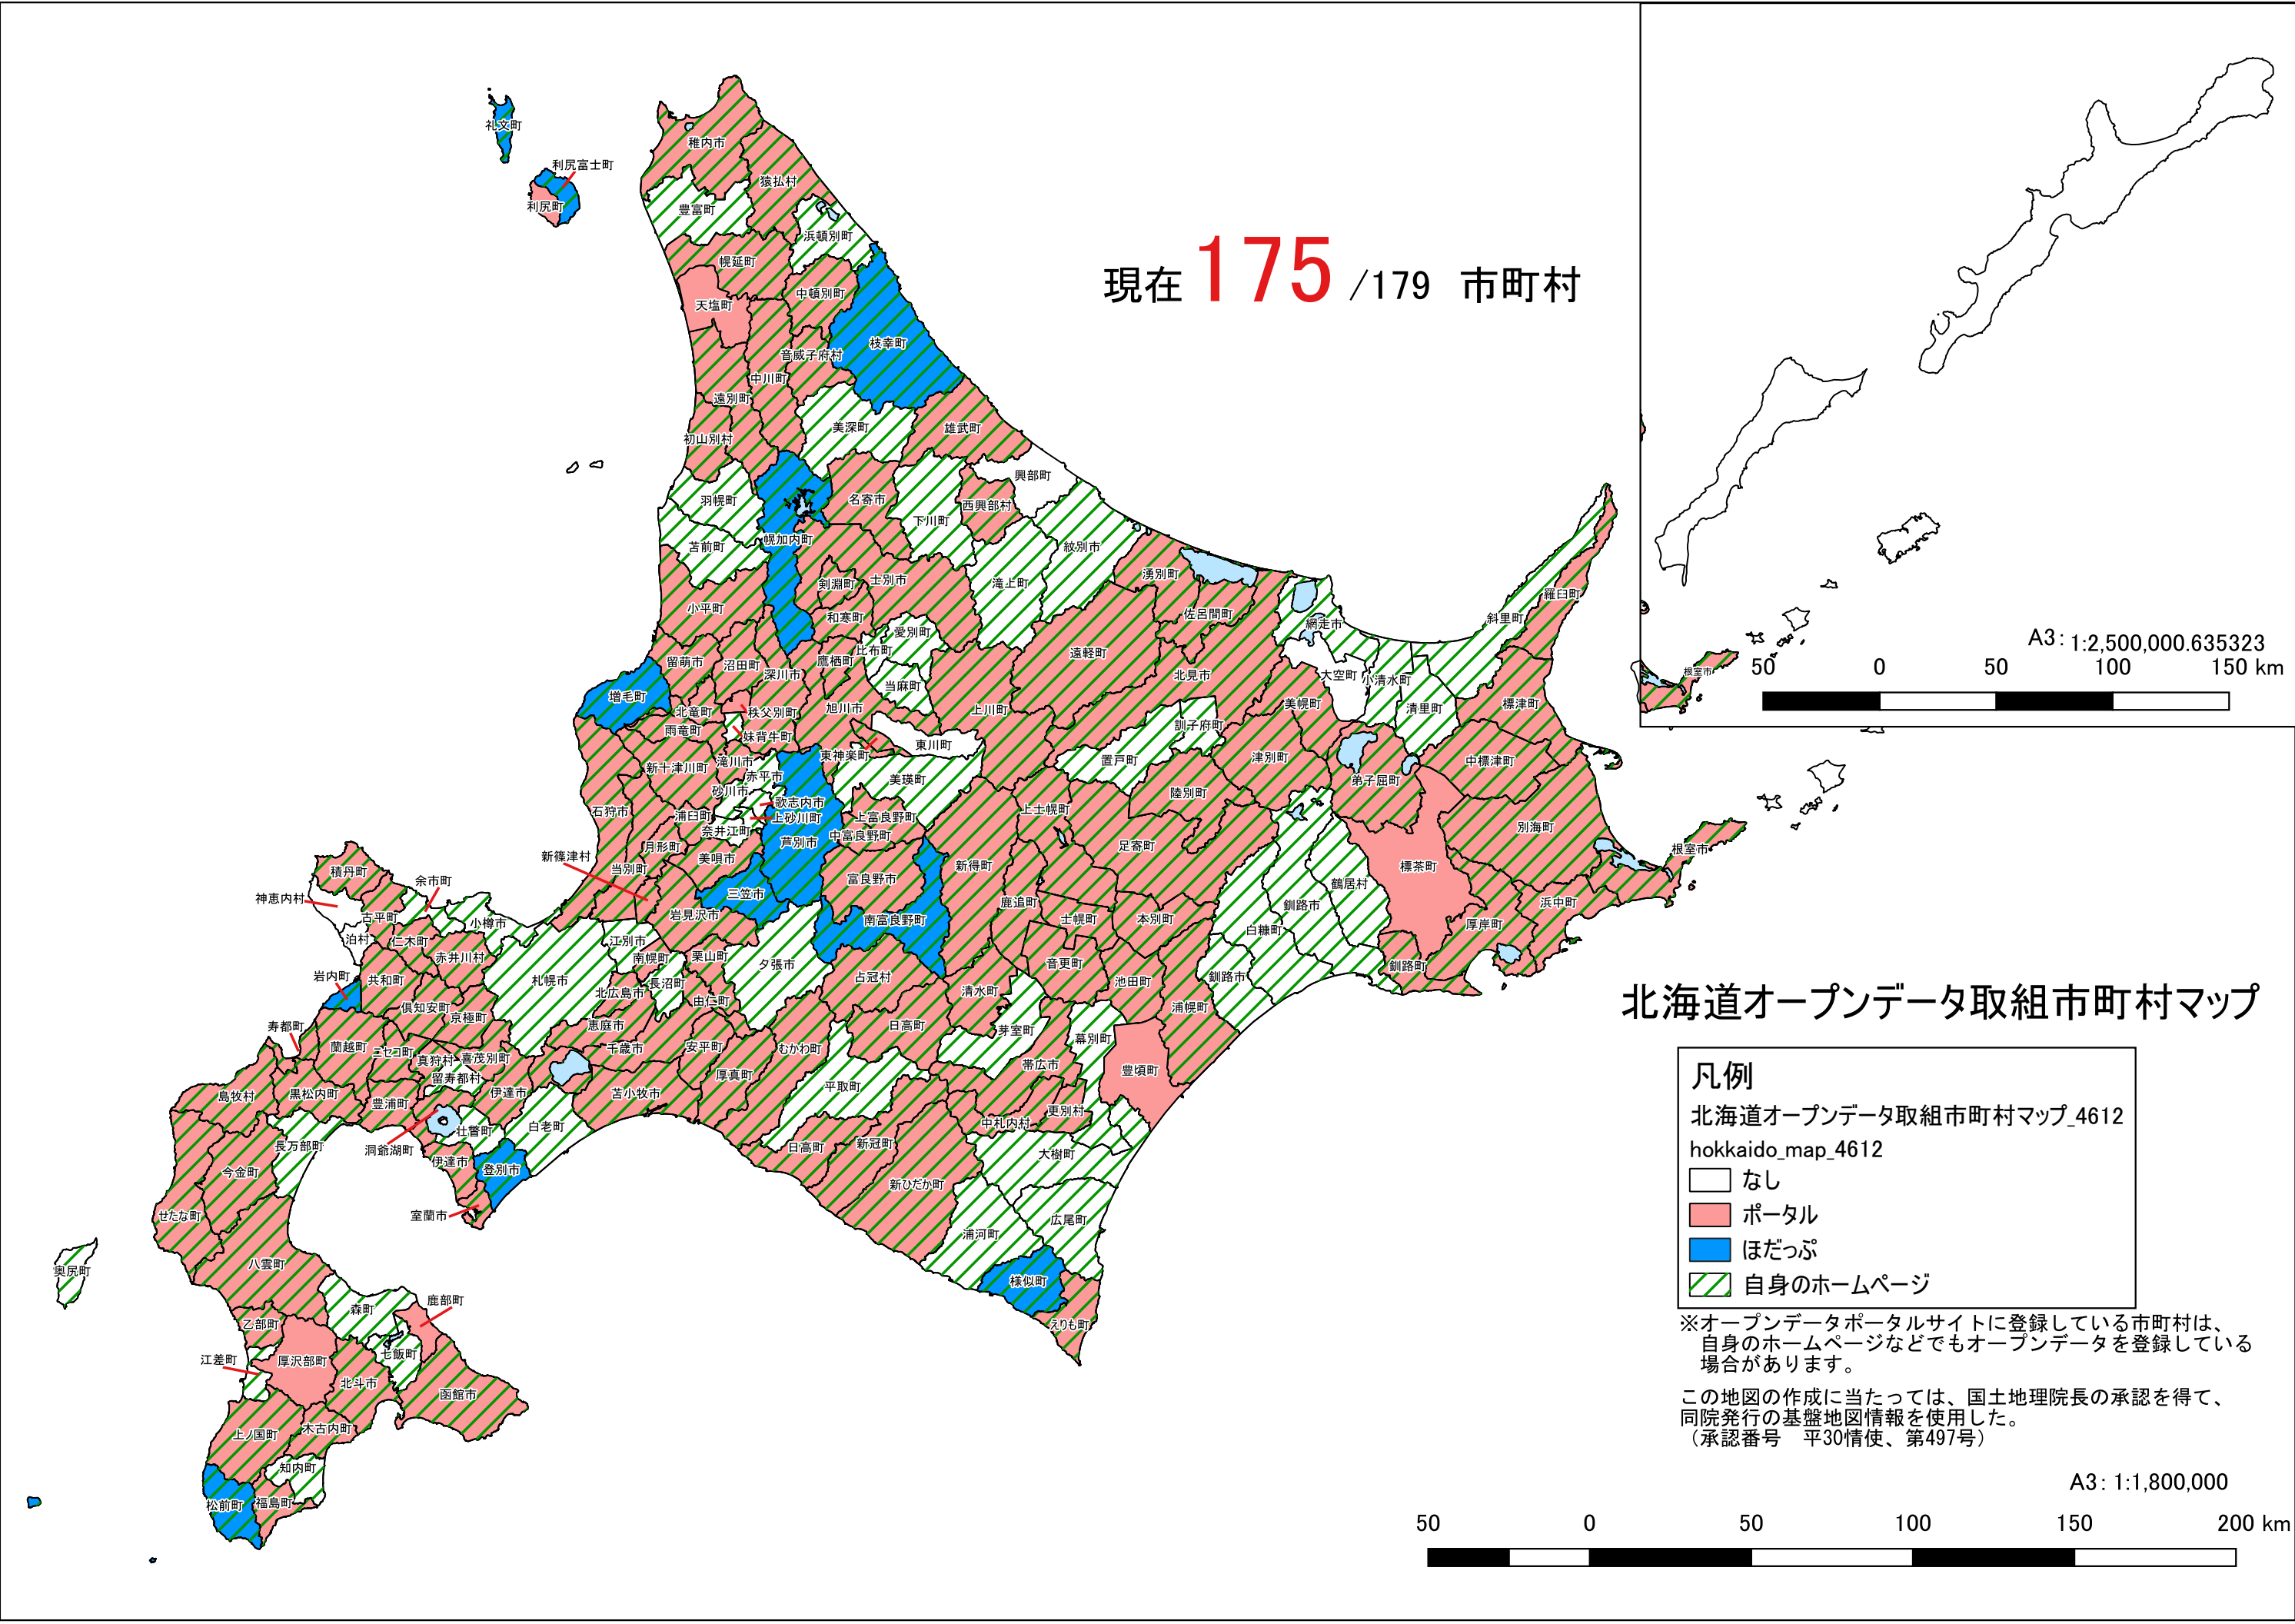 礼文町
利尻富士町
利尻町
稚内市
猿払村
豊富町
浜頓別町
幌延町
中頓別町
天塩町
枝幸町
音威子府村
中川町
遠別町
美深町
雄武町
初山別村
興部町
羽幌町
名寄市
西興部村
下川町
苫前町
幌加内町
紋別市
滝上町
剣淵町
士別市
湧別町
小平町
和寒町
佐呂間町
羅臼町
斜里町
網走市
愛別町
比布町
遠軽町
留萌市
沼田町
鷹栖町
深川市
北見市
大空町
小清水町
当麻町
増毛町
北竜町
秩父別町
旭川市
上川町
美幌町
清里町
標津町
雨竜町
妹背牛町
釧子府町
東神楽町
東川町
新十津川町
滝川市
赤平市
美瑛町
置戸町
津別町
中標津町
弟子屈町
砂川市
歌志内市
陸別町
石狩市
浦臼町
上砂川町
上富良野町
上士幌町
奈井江町
中富良野町
芦別市
別海町
月形町
足寄町
新篠津村
美唄市
根室市
当別町
新得町
標茶町
積丹町
余市町
三笠市
富良野市
鶴居村
神恵内村
鹿追町
釧路市
浜中町
古平町
小樽市
岩見沢市
南富良野町
士幌町
本別町
厚岸町
泊村
仁木町
江別市
白糠町
赤井川村
南幌町
栗山町
夕張市
音更町
釧路町
岩内町
共和町
札幌市
長沼町
占冠村
池田町
釧路市
北広島市
清水町
倶知安町
由仁町
浦幌町
京極町
寿都町
恵庭市
日高町
芽室町
幕別町
蘭越町
ニセコ町
千歳市
安平町
むかわ町
真狩村
喜茂別町
帯広市
豊頃町
留寿都村
厚真町
島牧村
黒松内町
豊浦町
伊達市
苫小牧市
平取町
更別村
中札内村
壮瞥町
白老町
長万部町
洞爺湖町
日高町
新冠町
大樹町
伊達市
登別市
今金町
新ひだか町
せたな町
室蘭市
広尾町
浦河町
八雲町
奥尻町
様似町
森町
鹿部町
乙部町
えりも町
江差町
厚沢部町
七飯町
北斗市
函館市
上ノ国町
木古内町
知内町
松前町
福島町
現在 175 /179 市町村
根室市
A3: 1:2,500,000.635323
50 0 50 100 150 km
北海道オープンデータ取組市町村マップ
凡例
北海道オープンデータ取組市町村マップ_4612
hokkaido_map_4612
なし
ポータル
ほだっぷ
自身のホームページ
※オープンデータポータルサイトに登録している市町村は、
自身のホームページなどでもオープンデータを登録している
場合があります。
この地図の作成に当たっては、国土地理院長の承認を得て、
同院発行の基盤地図情報を使用した。
（承認番号 平30情使、第497号）
A3: 1:1,800,000
50 0 50 100 150 200 km